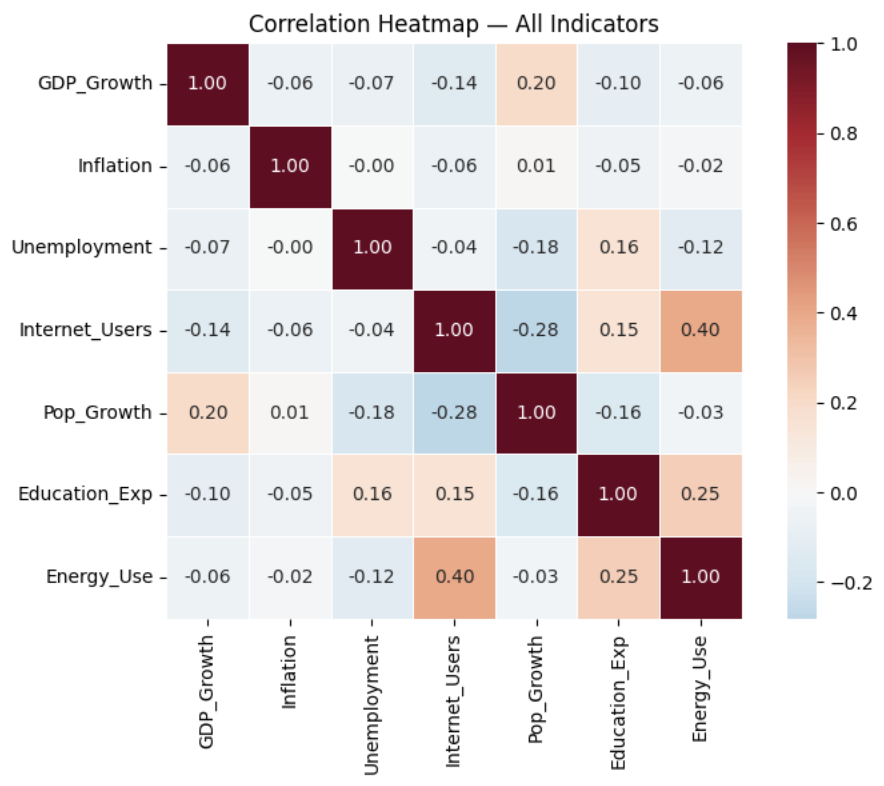 Correlation Heatmap — All Indicators
GDP_Growth 1.00 -0.06 -0.07 -0.14 0.20 -0.10 -0.06
Inflation -0.06 1.00 -0.00 -0.06 0.01 -0.05 -0.02
Unemployment -0.07 -0.00 1.00 -0.04 -0.18 0.16 -0.12
Internet_Users -0.14 -0.06 -0.04 1.00 -0.28 0.15 0.40
Pop_Growth 0.20 0.01 -0.18 -0.28 1.00 -0.16 -0.03
Education_Exp -0.10 -0.05 0.16 0.15 -0.16 1.00 0.25
Energy_Use -0.06 -0.02 -0.12 0.40 -0.03 0.25 1.00
GDP_Growth
Inflation
Unemployment
Internet_Users
Pop_Growth
Education_Exp
Energy_Use
1.0
0.8
0.6
0.4
0.2
0.0
−0.2